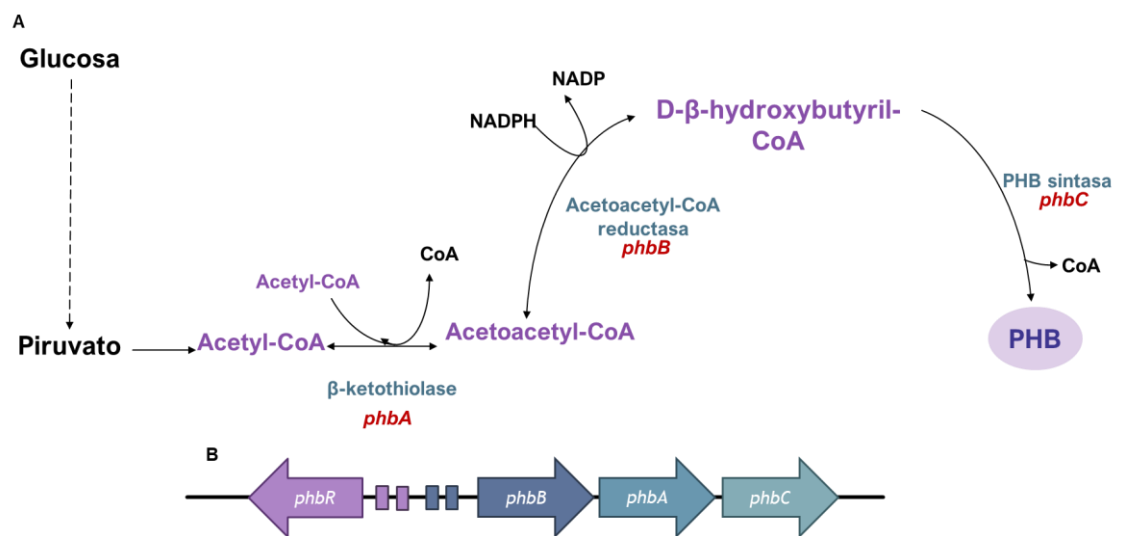 A
Glucosa
NADP
NADPH
D-β-hydroxybutyril-
CoA
PHB sintasa
phbC
Acetoacetyl-CoA
reductasa
phbB
CoA
CoA
Acetyl-CoA
Piruvato
Acetyl-CoA
Acetoacetyl-CoA
PHB
β-ketothiolase
phbA
B
phbR
phbB
phbA
phbC